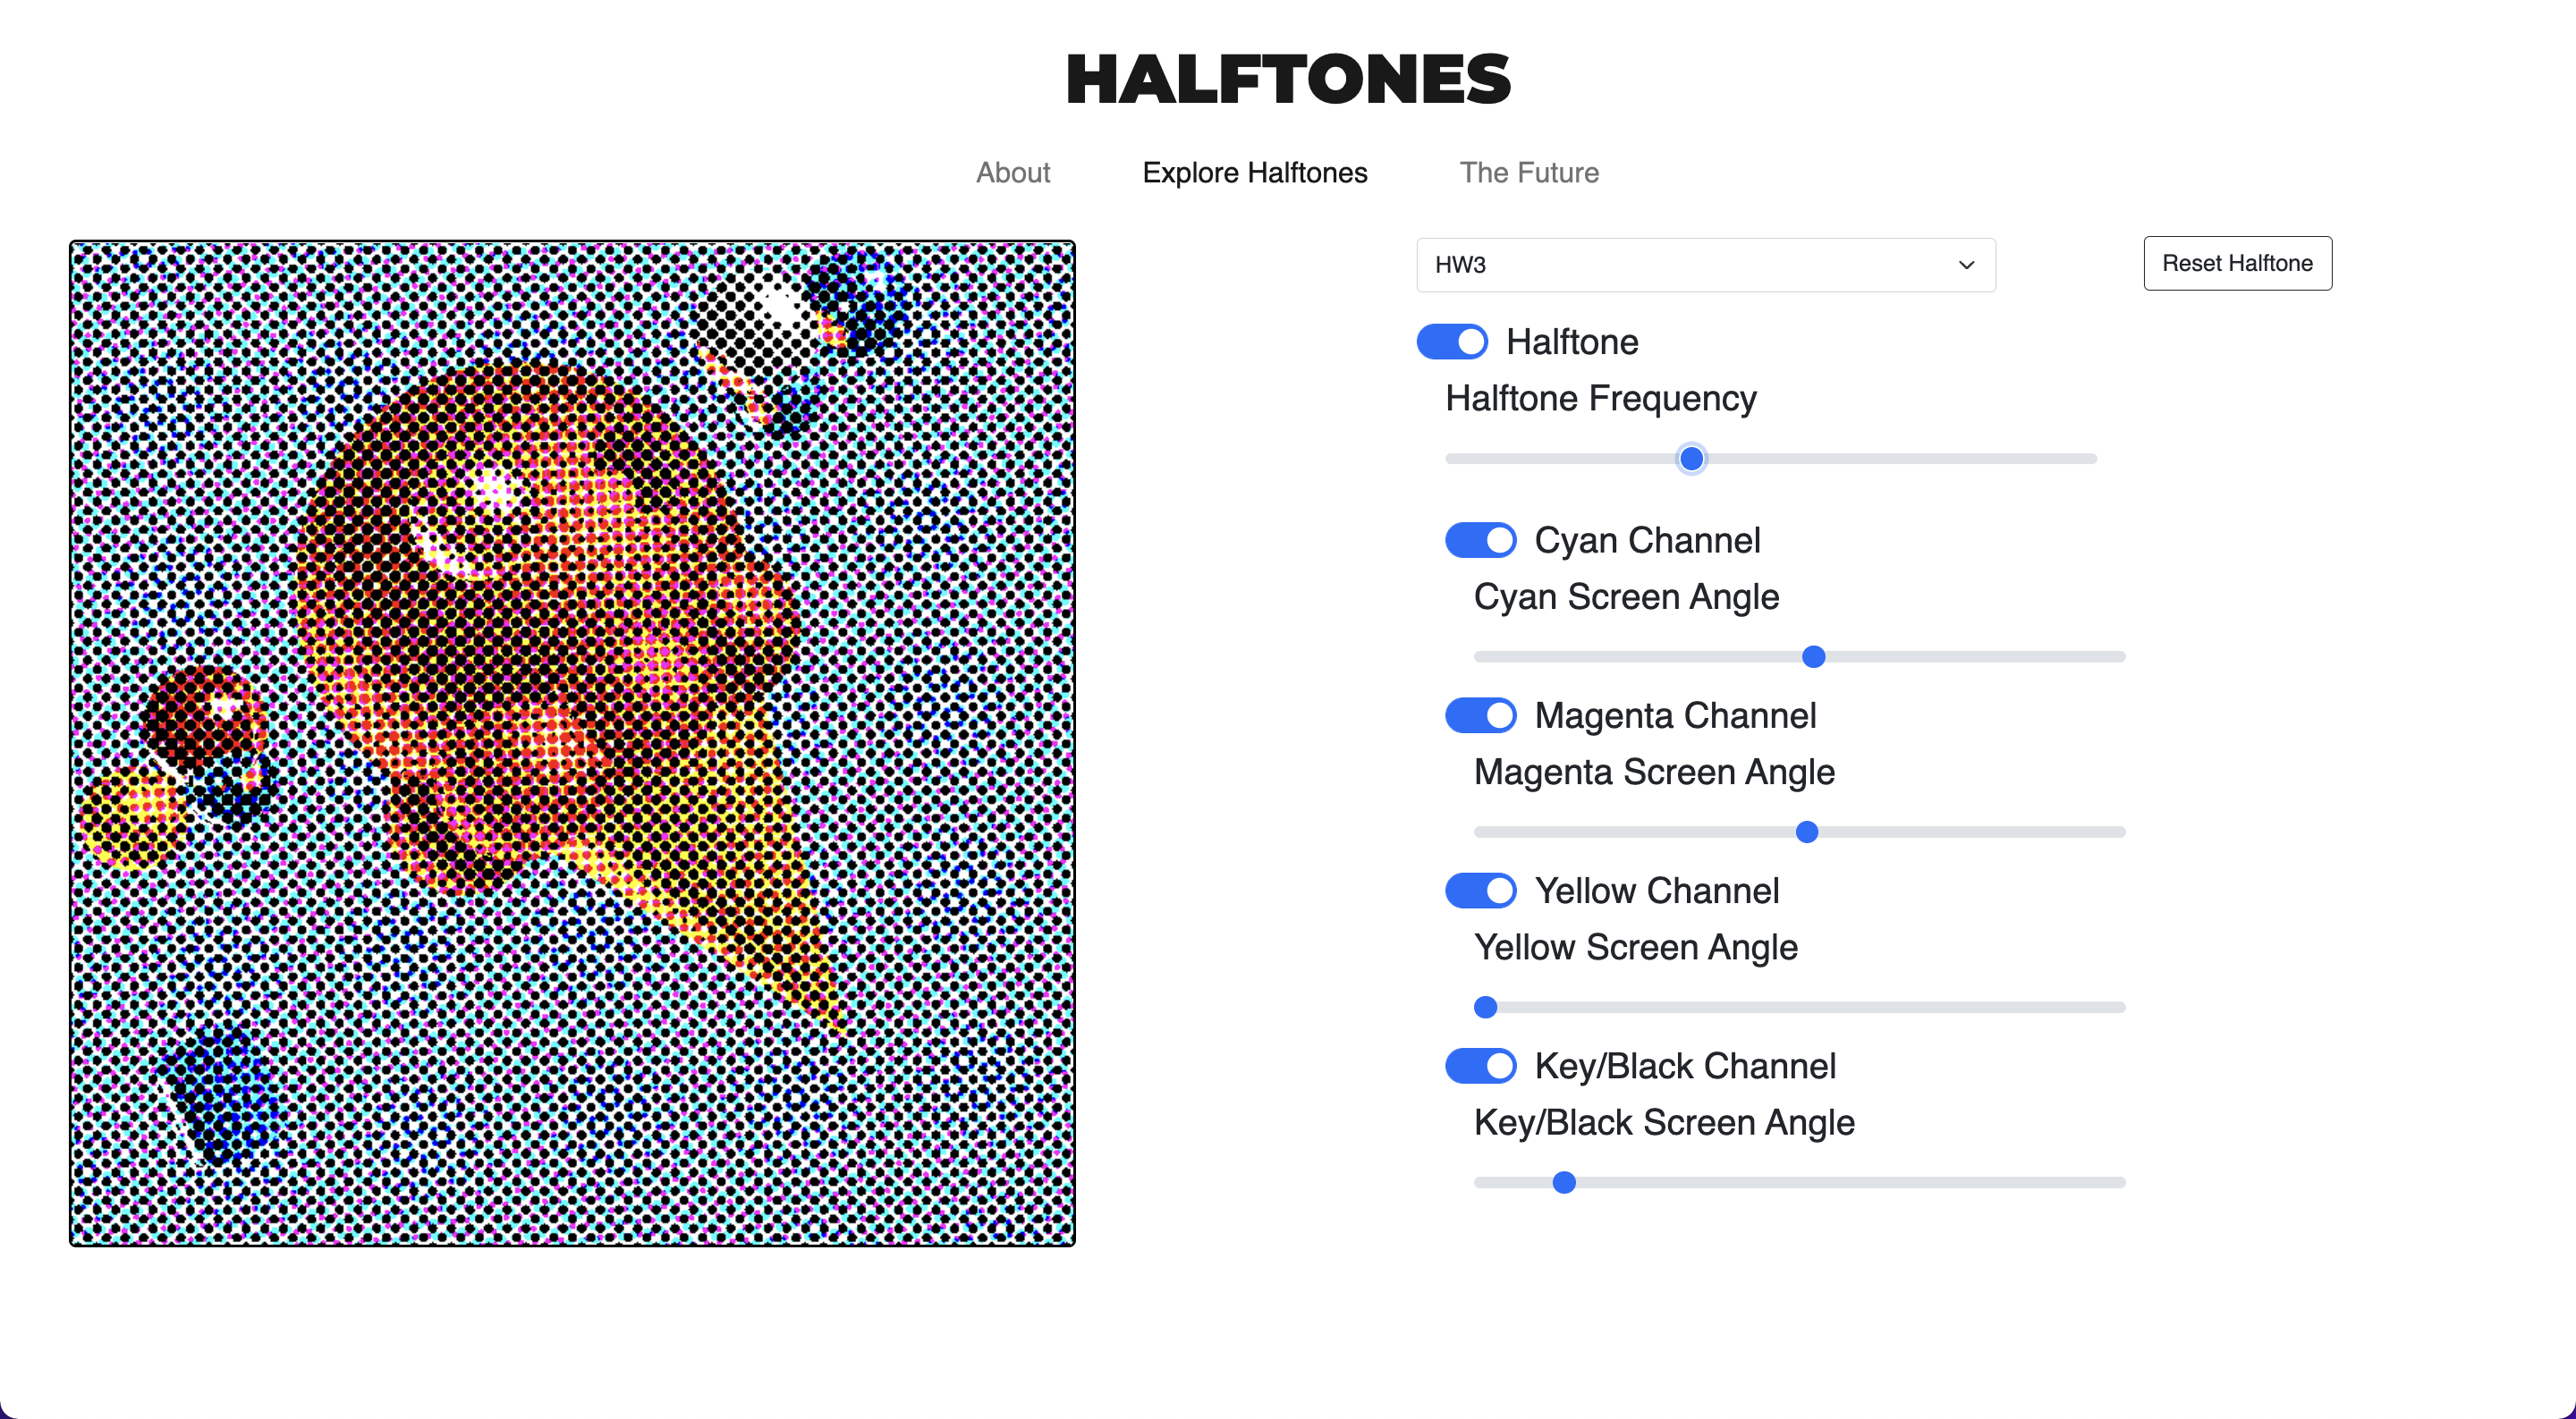 HALFTONES
About Explore Halftones The Future
HW3
Reset Halftone
Halftone
Halftone Frequency
Cyan Channel
Cyan Screen Angle
Magenta Channel
Magenta Screen Angle
Yellow Channel
Yellow Screen Angle
Key/Black Channel
Key/Black Screen Angle